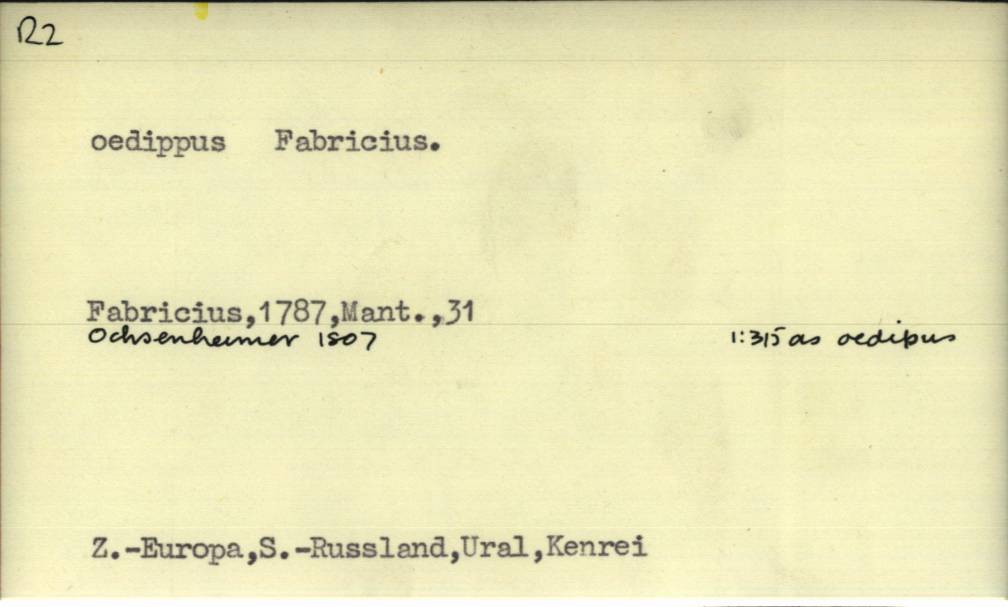 R2
oedippus Fabricius.
Fabricius,1787,Mant.,31
Ochsenheimer 1807 1:315 as oedipus
Z.-Europa,S.-Russland,Ural,Kenrei